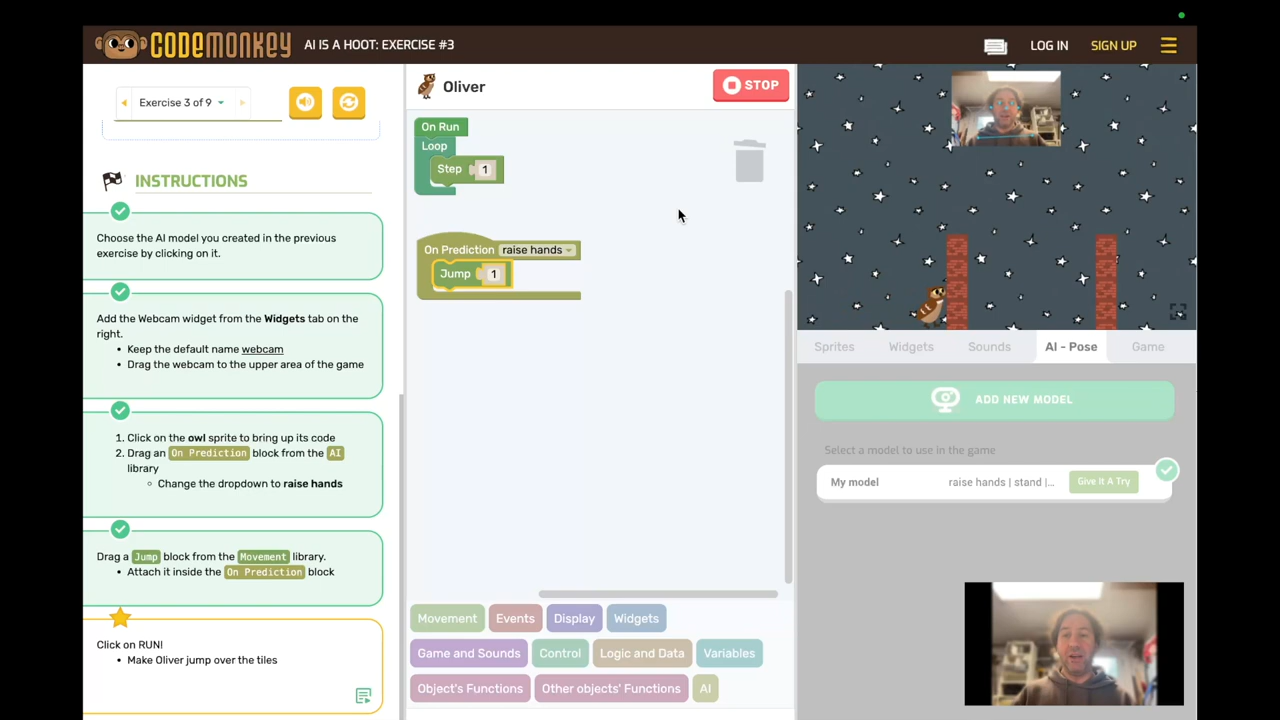 CODEMONKEY
AI IS A HOOT: EXERCISE #3
LOG IN
SIGN UP
Exercise 3 of 9
INSTRUCTIONS
Choose the AI model you created in the previous
exercise by clicking on it.
Add the Webcam widget from the Widgets tab on the
right.
• Keep the default name webcam
• Drag the webcam to the upper area of the game
1. Click on the owl sprite to bring up its code
2. Drag an On Prediction block from the AI
library
Change the dropdown to raise hands
Drag a Jump block from the Movement library.
• Attach it inside the On Prediction block
Click on RUN!
• Make Oliver jump over the tiles
Oliver
STOP
On Run
Loop
Step 1
On Prediction raise hands
Jump 1
Movement
Events
Display
Widgets
Game and Sounds
Control
Logic and Data
Variables
Object's Functions
Other objects' Functions
AI
Sprites
Widgets
Sounds
AI - Pose
Game
ADD NEW MODEL
Select a model to use in the game
My model
raise hands | stand |...
Give It A Try